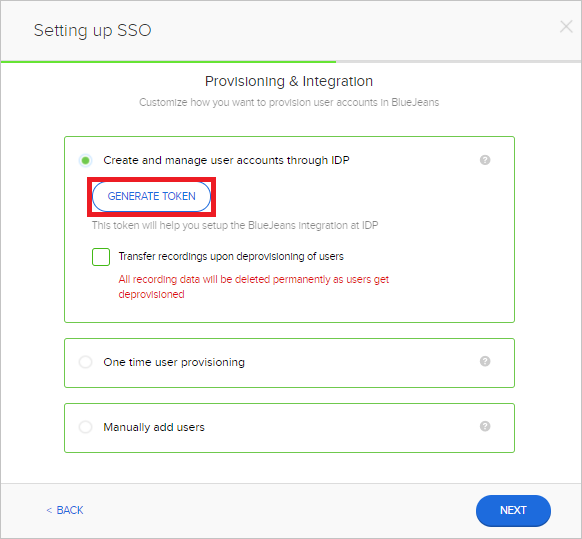 Setting up SSO
Provisioning & Integration
Customize how you want to provision user accounts in BlueJeans
Create and manage user accounts through IDP
?
GENERATE TOKEN
This token will help you setup the BlueJeans integration at IDP
Transfer recordings upon deprovisioning of users
All recording data will be deleted permanently as users get
deprovisioned
One time user provisioning
?
Manually add users
?
< BACK
NEXT